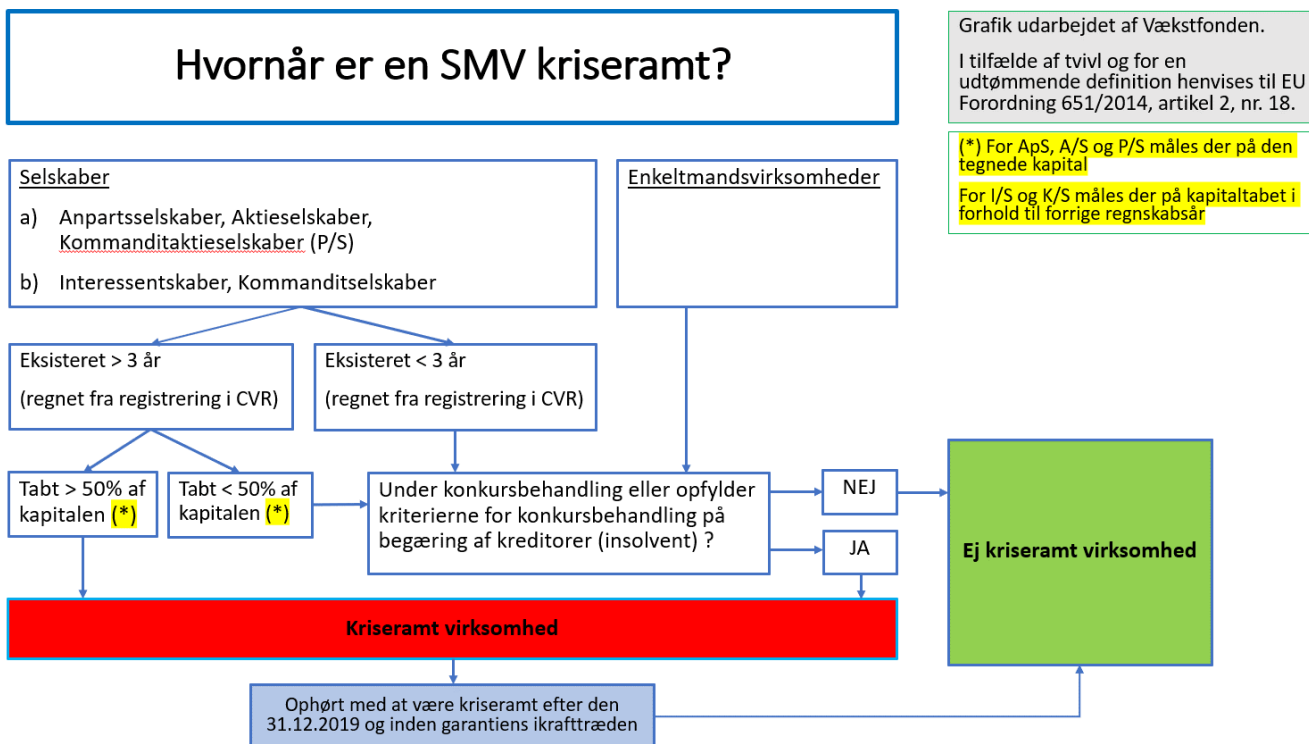 Hvornår er en SMV kriseramt?
Grafik udarbejdet af Vækstfonden.
I tilfælde af tvivl og for en
udtømmende definition henvises til EU
Forordning 651/2014, artikel 2, nr. 18.
(*) For ApS, A/S og P/S måles der på den
tegnede kapital
For I/S og K/S måles der på kapitaltabet i
forhold til forrige regnskabsår
Selskaber
a) Anpartsselskaber, Aktieselskaber,
Kommanditaktieselskaber (P/S)
b) Interessentskaber, Kommanditselskaber
Enkeltmandsvirksomheder
Eksisteret > 3 år
(regnet fra registrering i CVR)
Eksisteret < 3 år
(regnet fra registrering i CVR)
Tabt > 50% af
kapitalen (*)
Tabt < 50% af
kapitalen (*)
Under konkursbehandling eller opfylder
kriterierne for konkursbehandling på
begæring af kreditorer (insolvent) ?
NEJ
JA
Ej kriseramt virksomhed
Kriseramt virksomhed
Ophørt med at være kriseramt efter den
31.12.2019 og inden garantiens ikrafttræden